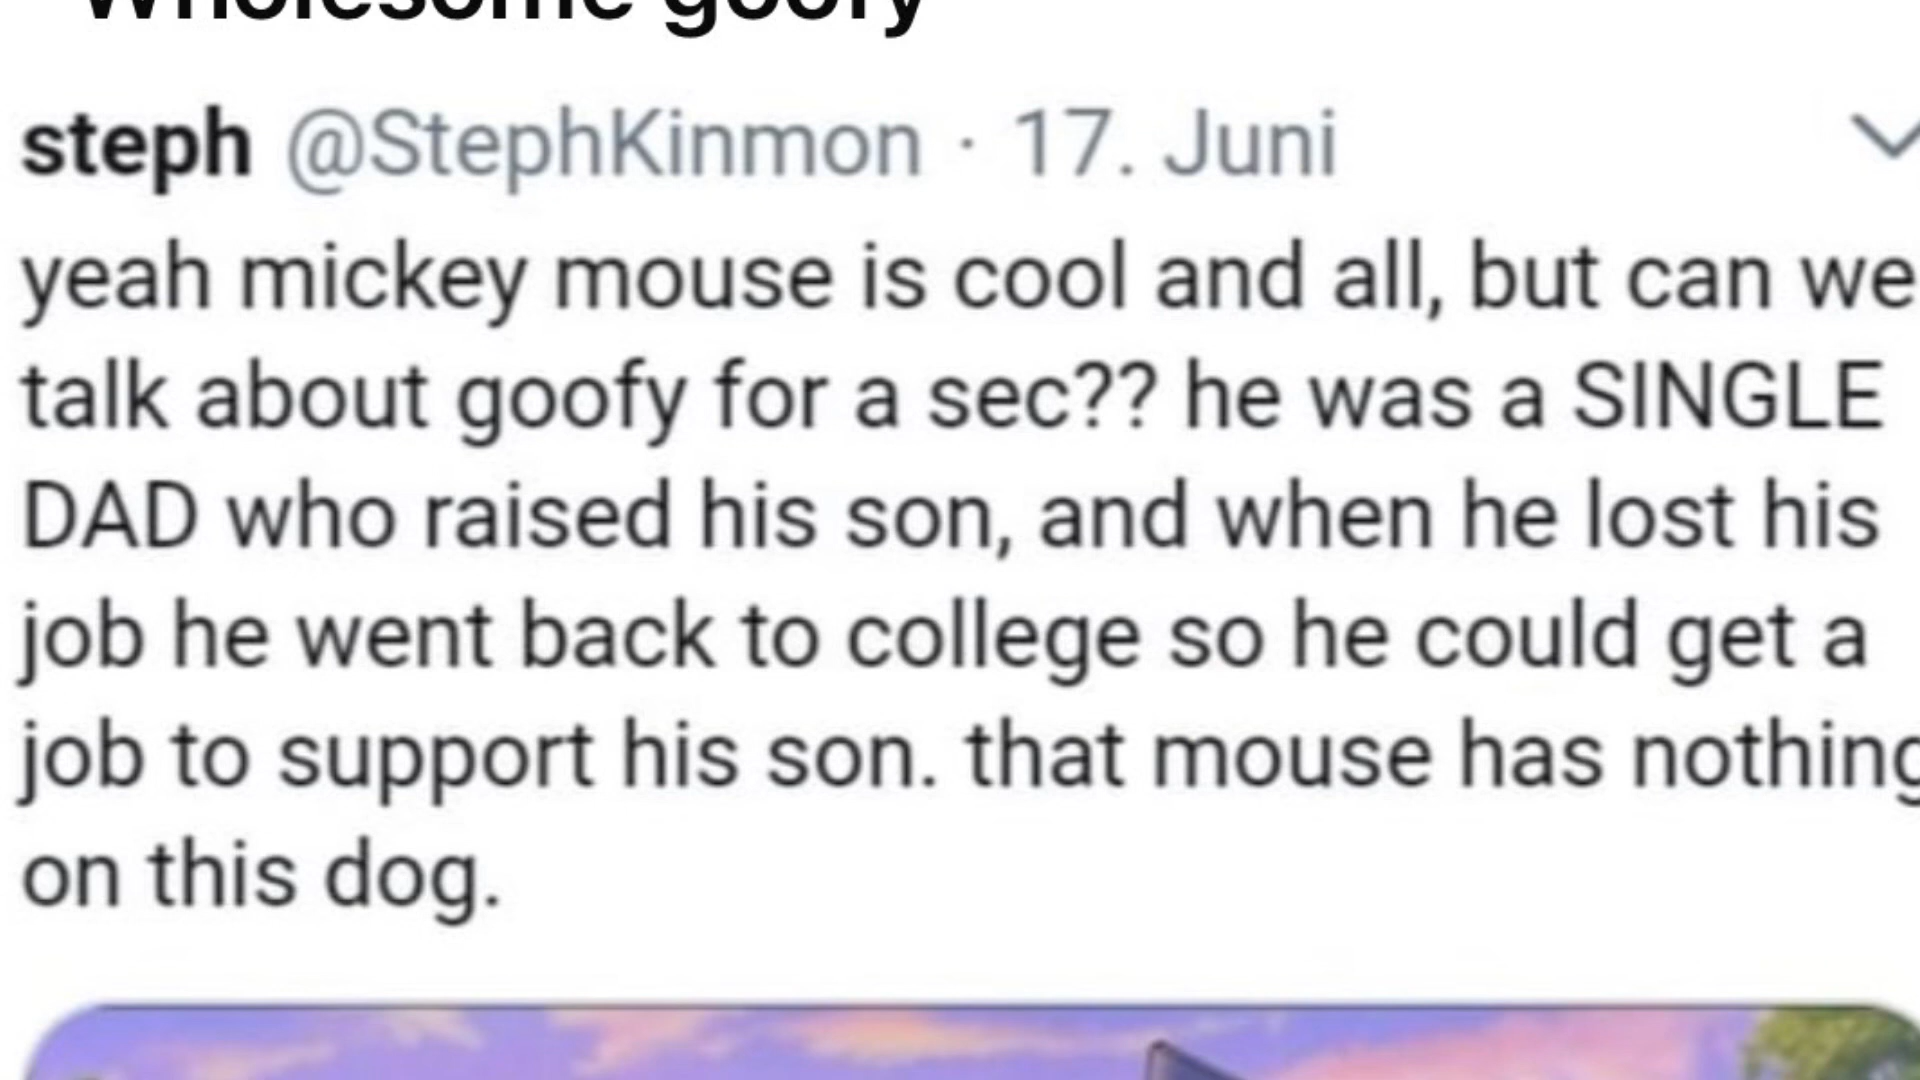 Wholesome goofy
steph @StephKinmon · 17. Juni
yeah mickey mouse is cool and all, but can we
talk about goofy for a sec?? he was a SINGLE
DAD who raised his son, and when he lost his
job he went back to college so he could get a
job to support his son. that mouse has nothing
on this dog.